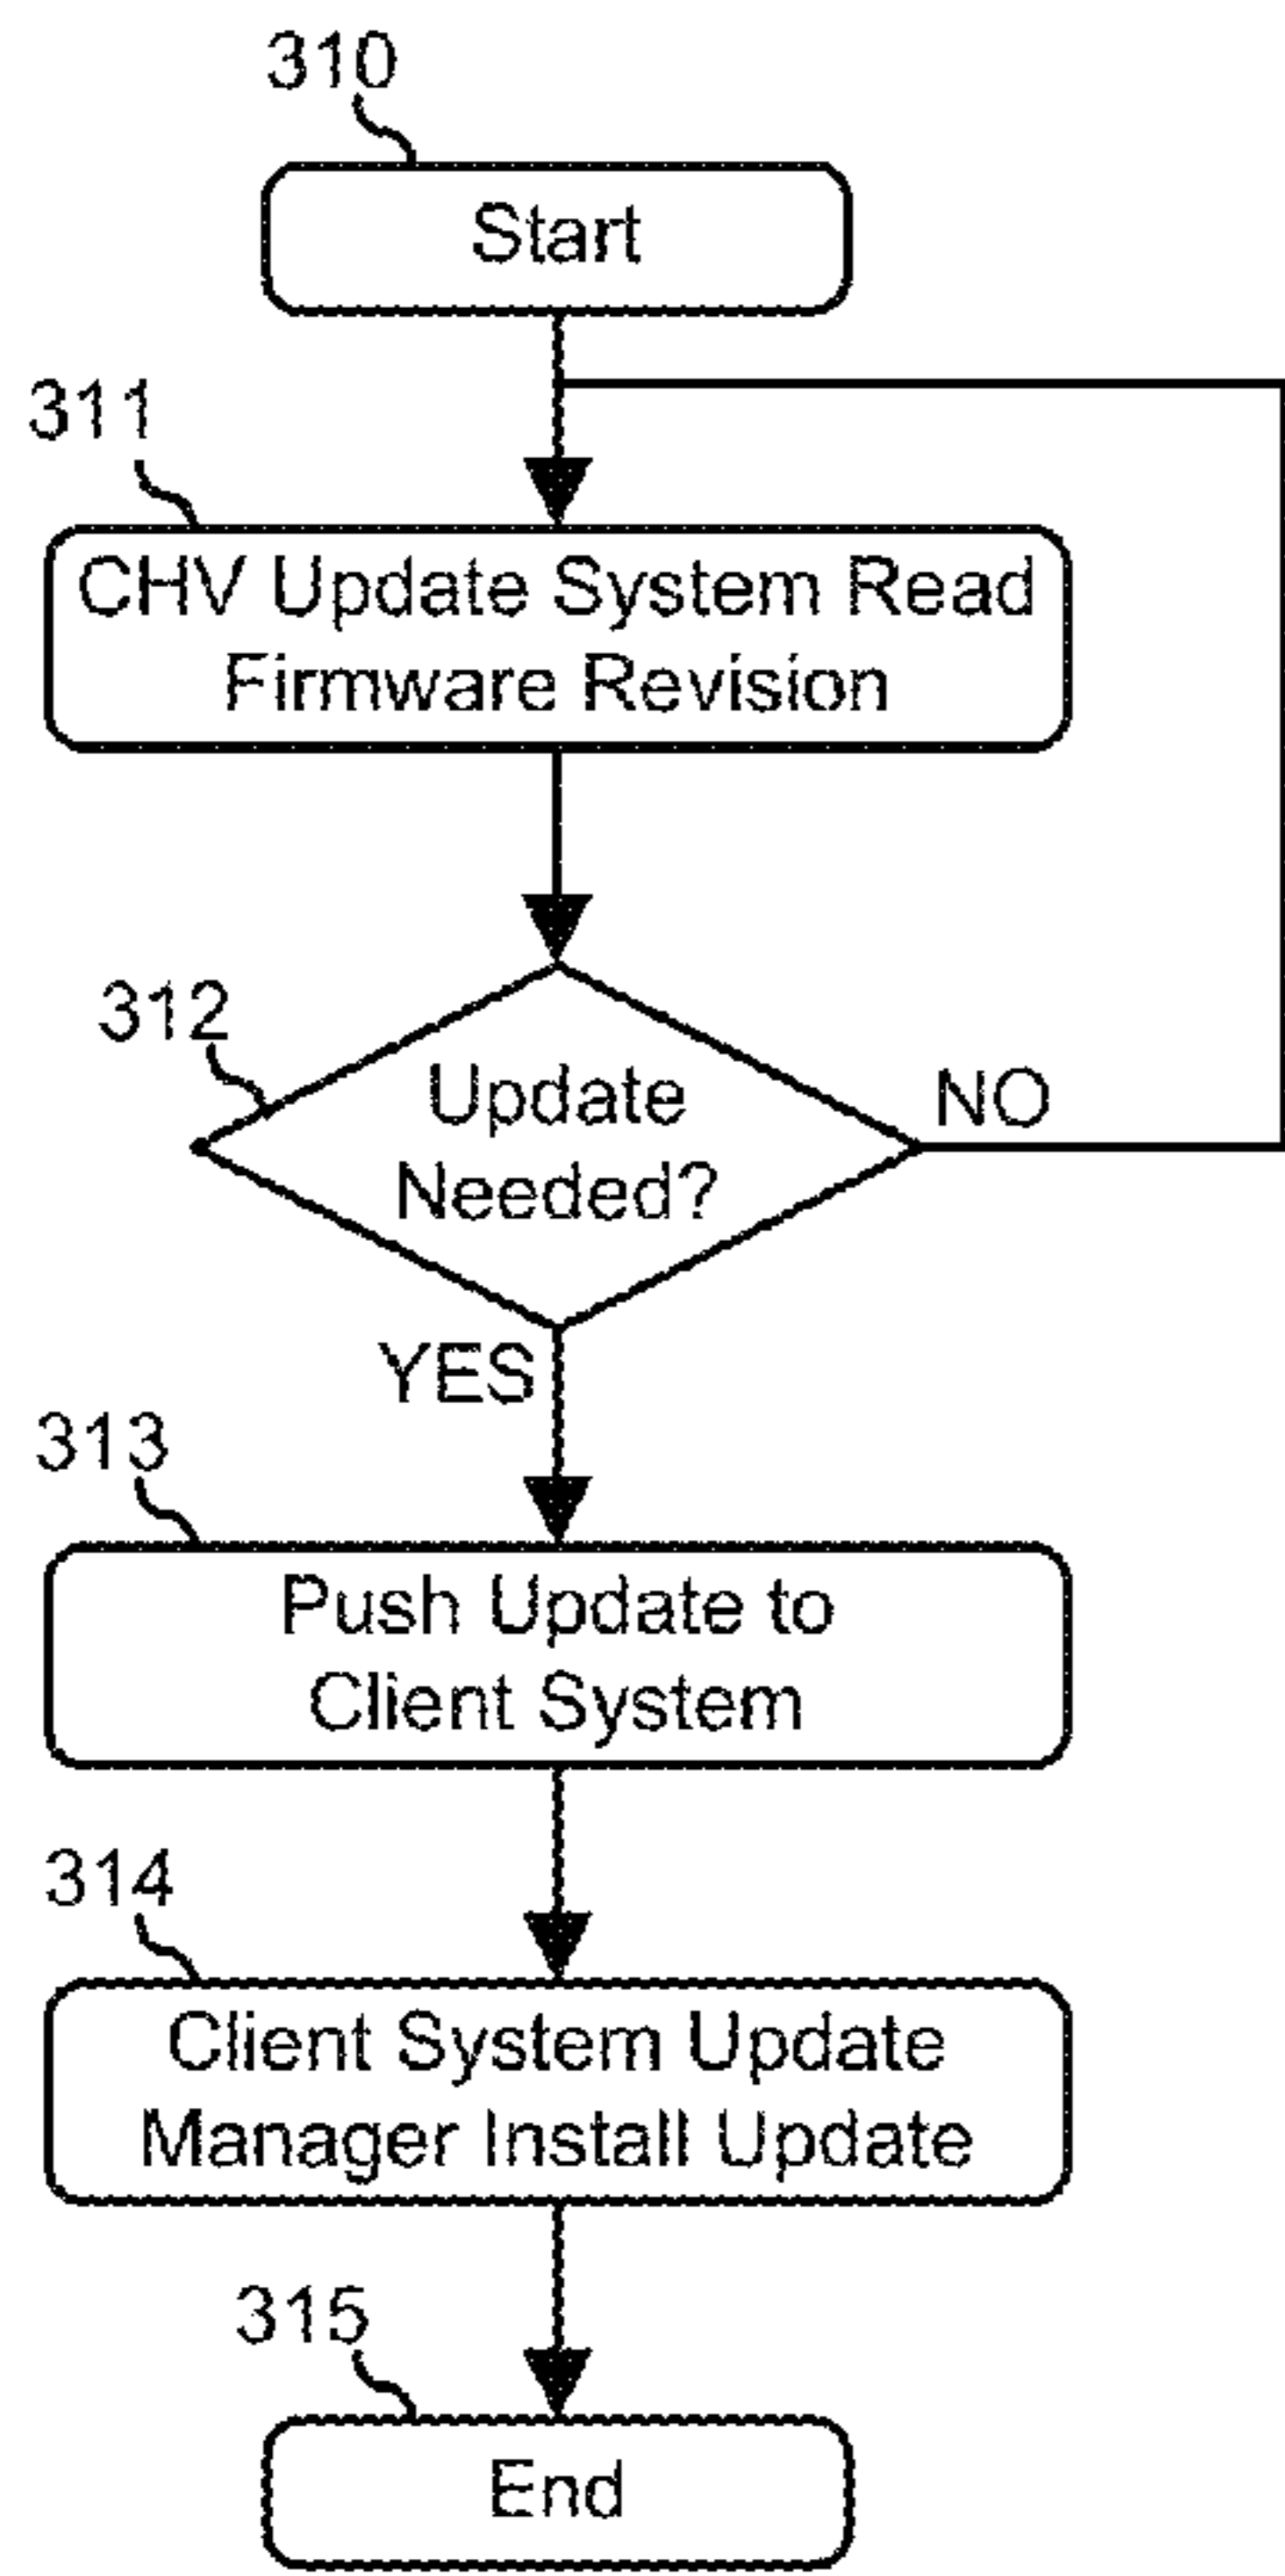 310
Start
311
CHV Update System Read
Firmware Revision
312
Update
Needed?
NO
YES
313
Push Update to
Client System
314
Client System Update
Manager Install Update
315
End